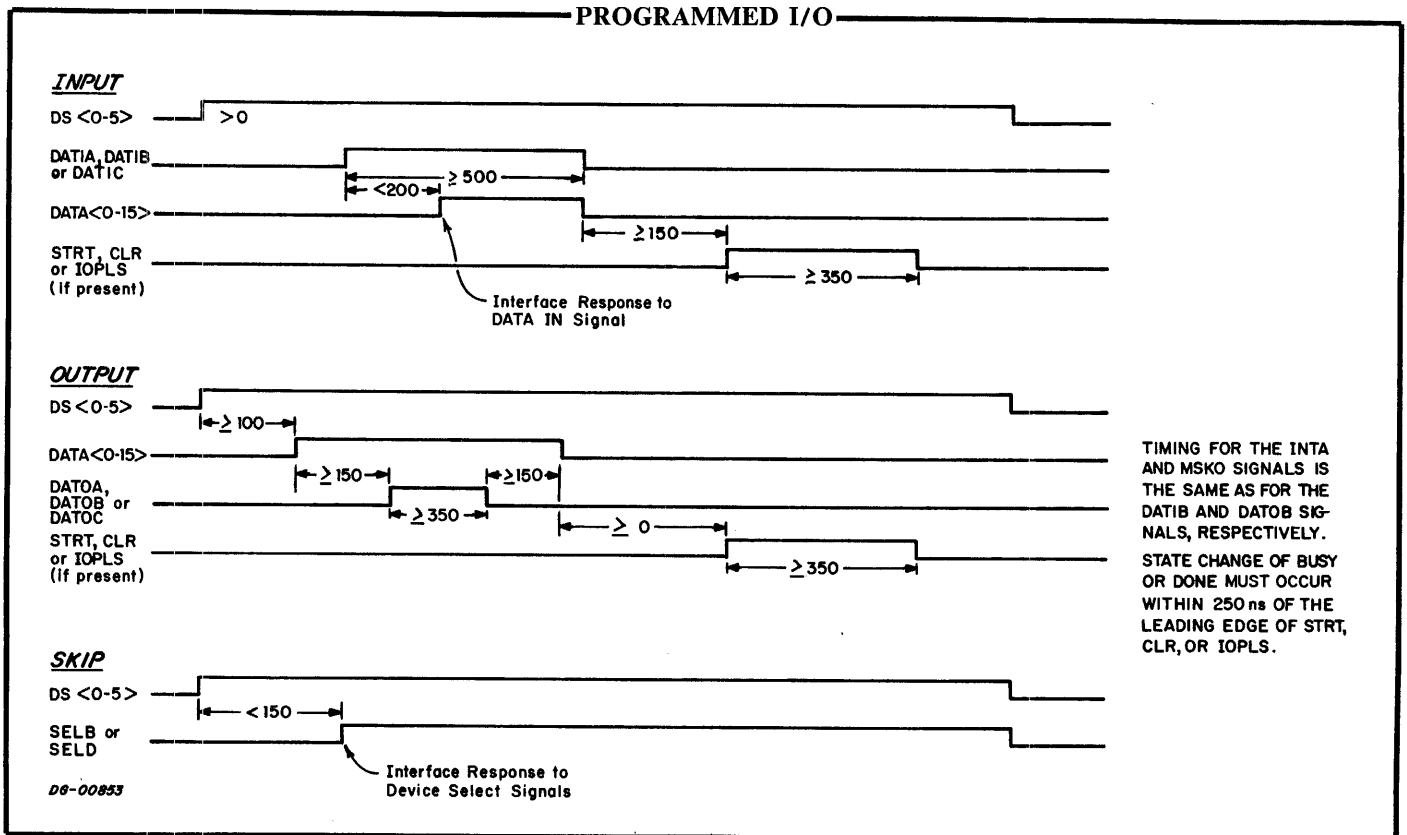 PROGRAMMED I/O
INPUT
DS <0-5>
>0
DATIA, DATIB
or DATIC
≥ 500
<200
DATA<0-15>
≥150
STRT, CLR
or IOPLS
(if present)
≥ 350
Interface Response to
DATA IN Signal
OUTPUT
DS <0-5>
≥ 100
DATA<0-15>
≥150
≥150
DATOA,
DATOB or
DATOC
≥350
≥ 0
STRT, CLR
or IOPLS
(if present)
≥350
TIMING FOR THE INTA
AND MSKO SIGNALS IS
THE SAME AS FOR THE
DATIB AND DATOB SIG-
NALS, RESPECTIVELY.
STATE CHANGE OF BUSY
OR DONE MUST OCCUR
WITHIN 250 ns OF THE
LEADING EDGE OF STRT,
CLR, OR IOPLS.
SKIP
DS <0-5>
<150
SELB or
SELD
Interface Response to
Device Select Signals
DG-00853